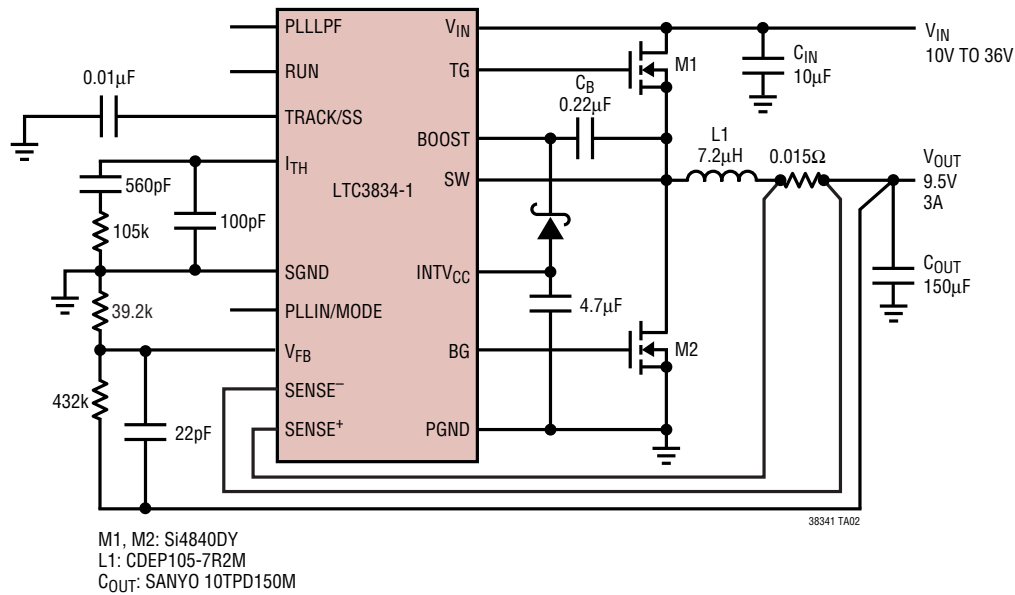 PLLLPF
RUN
TRACK/SS
ITH
LTC3834-1
SGND
PLLIN/MODE
VFB
SENSE−
SENSE+
VIN
TG
BOOST
SW
INTVCC
BG
PGND
0.01µF
560pF
105k
100pF
39.2k
432k
22pF
M1
CB
0.22µF
4.7µF
M2
CIN
10µF
VIN
10V TO 36V
L1
7.2µH
0.015Ω
VOUT
9.5V
3A
COUT
150µF
38341 TA02
M1, M2: Si4840DY
L1: CDEP105-7R2M
COUT: SANYO 10TPD150M